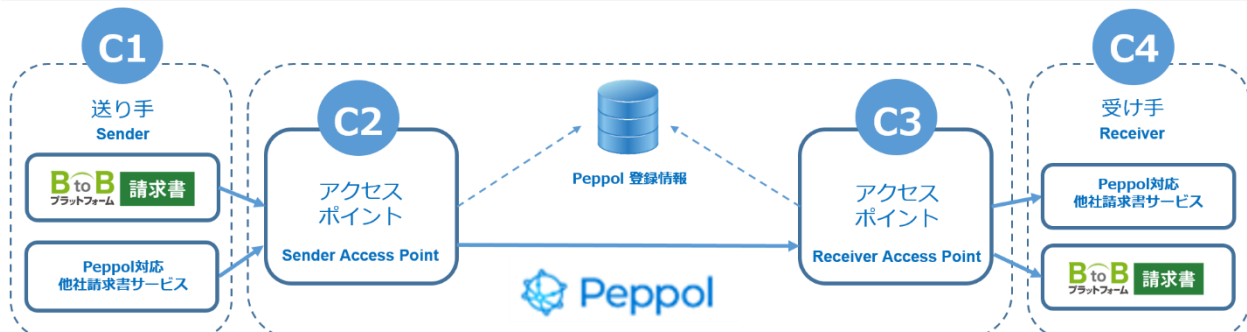 C1
送り手
Sender
BtoB
プラットフォーム
請求書
Peppol対応
他社請求書サービス
C2
アクセス
ポイント
Sender Access Point
Peppol 登録情報
Peppol
C3
アクセス
ポイント
Receiver Access Point
C4
受け手
Receiver
Peppol対応
他社請求書サービス
BtoB
プラットフォーム
請求書